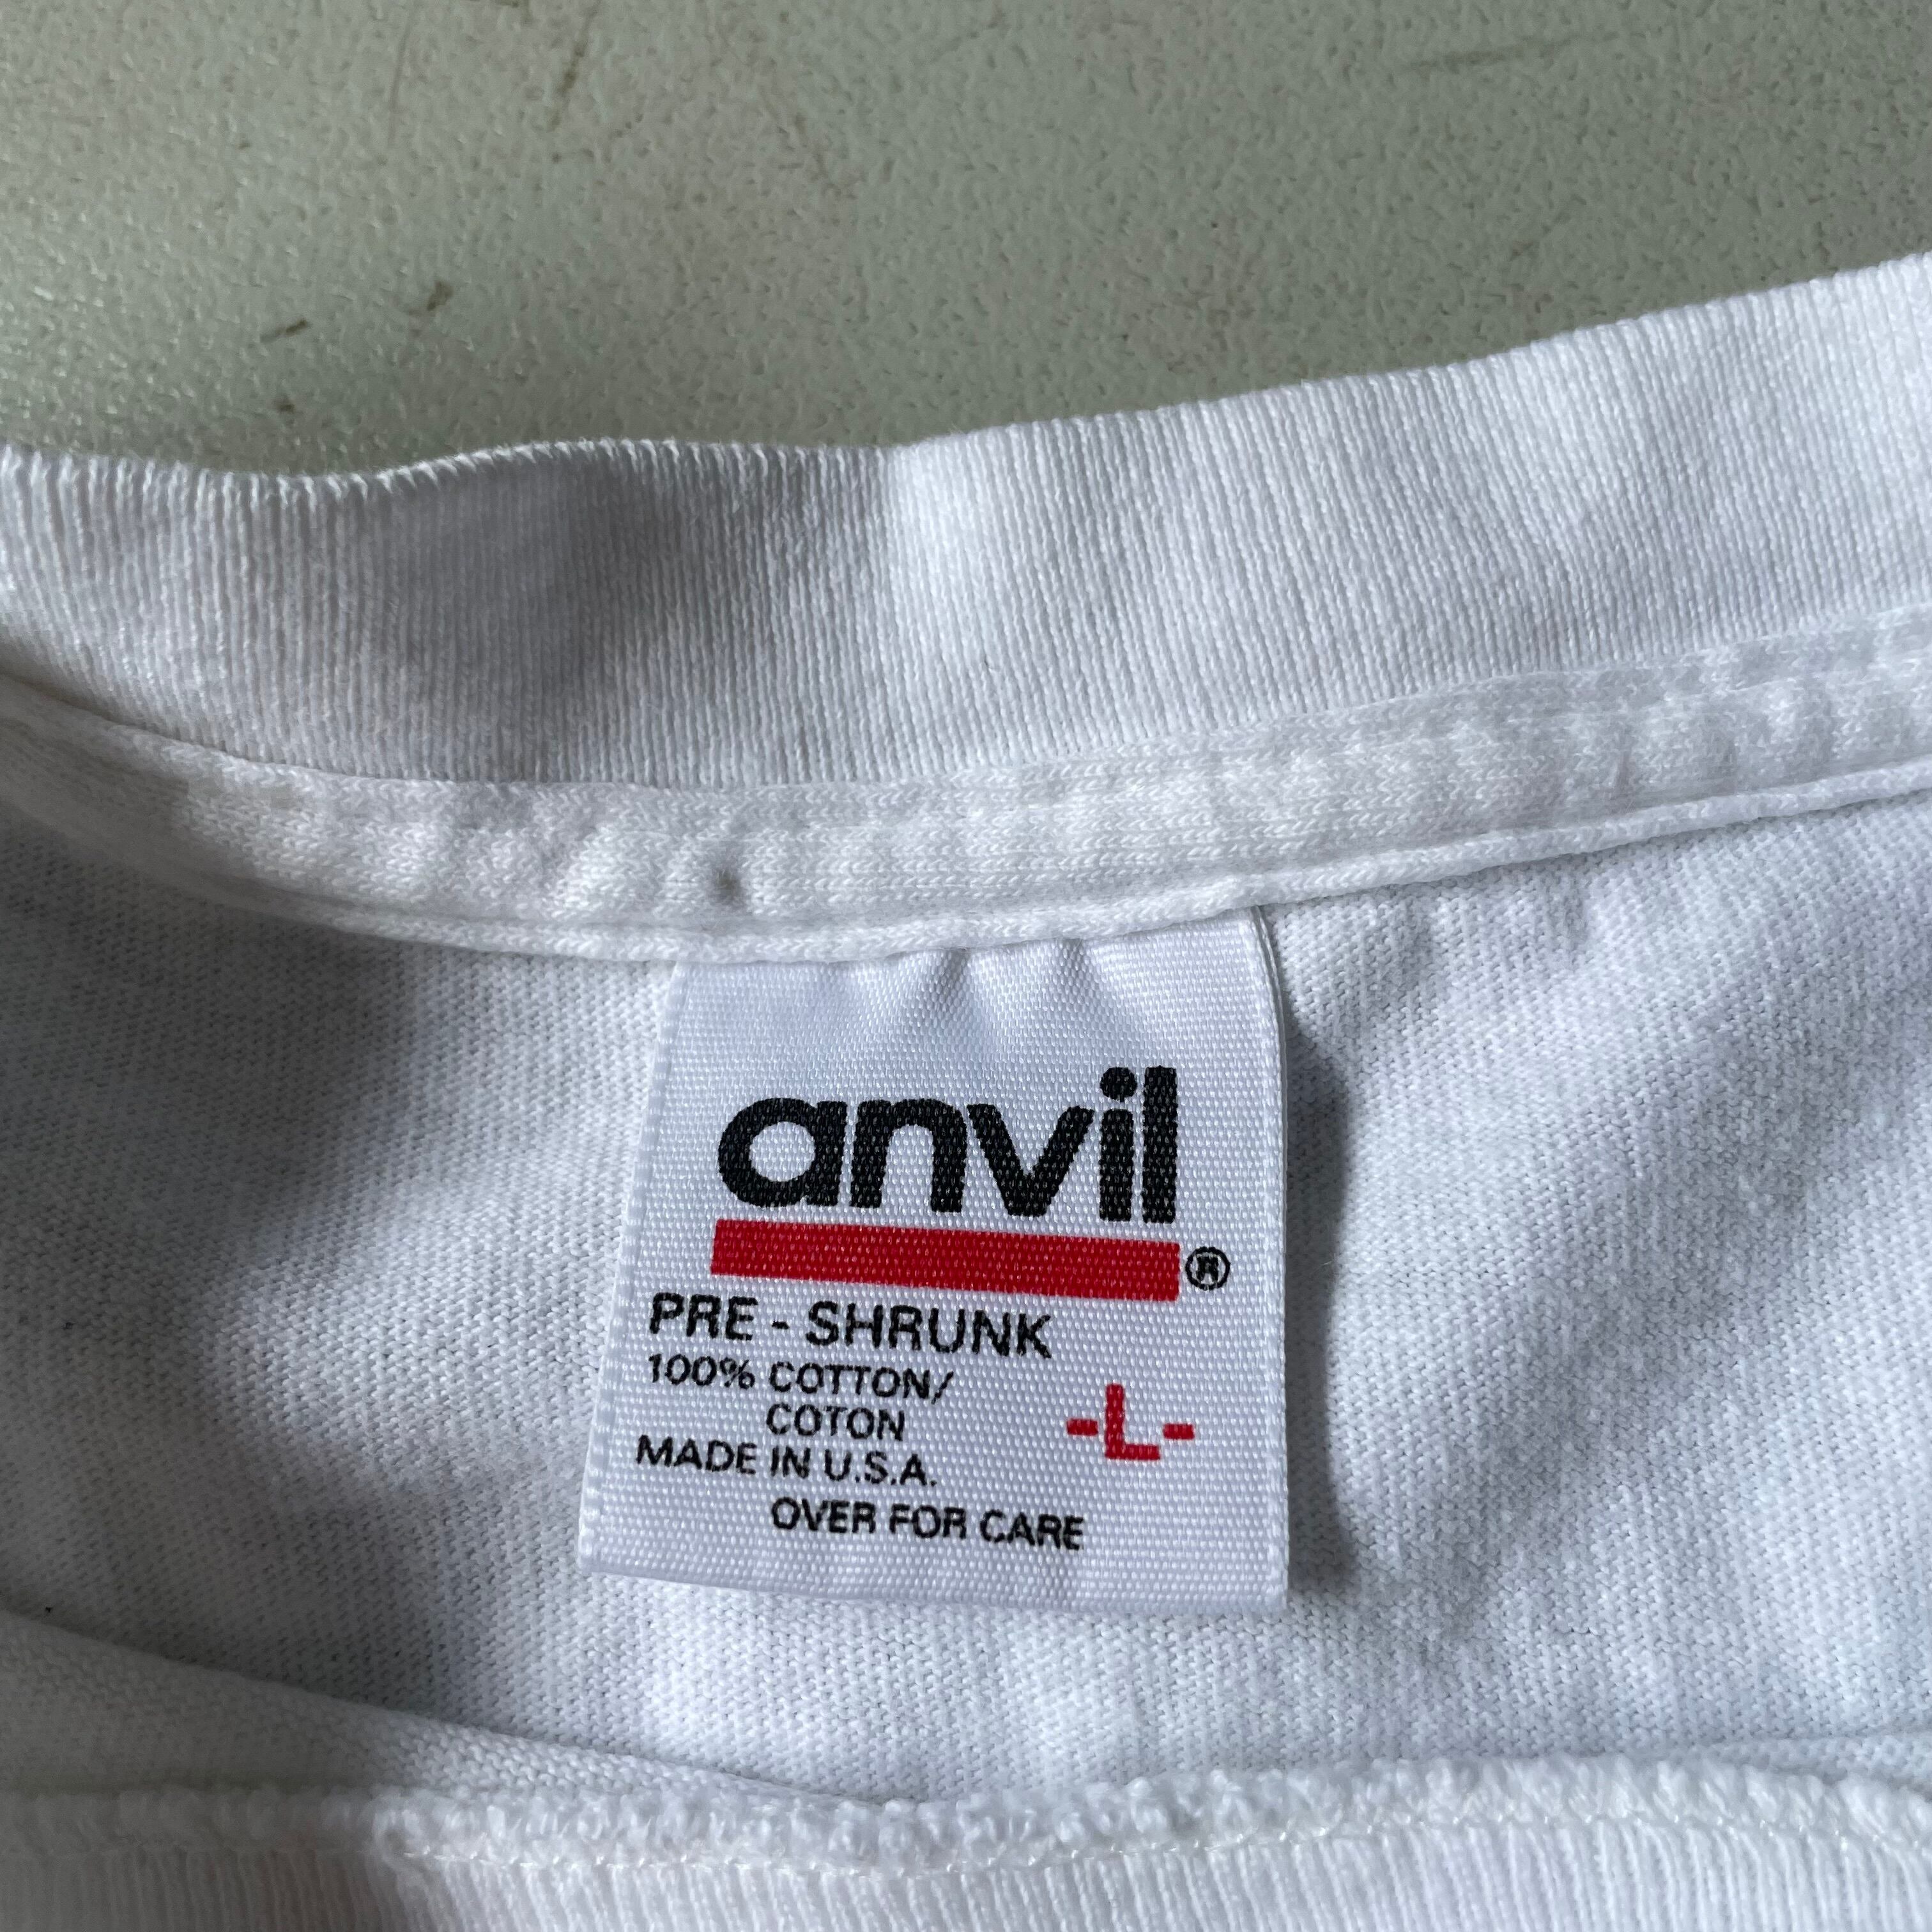 anvil
®
PRE - SHRUNK
100% COTTON/
COTON
-L-
MADE IN U.S.A.
OVER FOR CARE